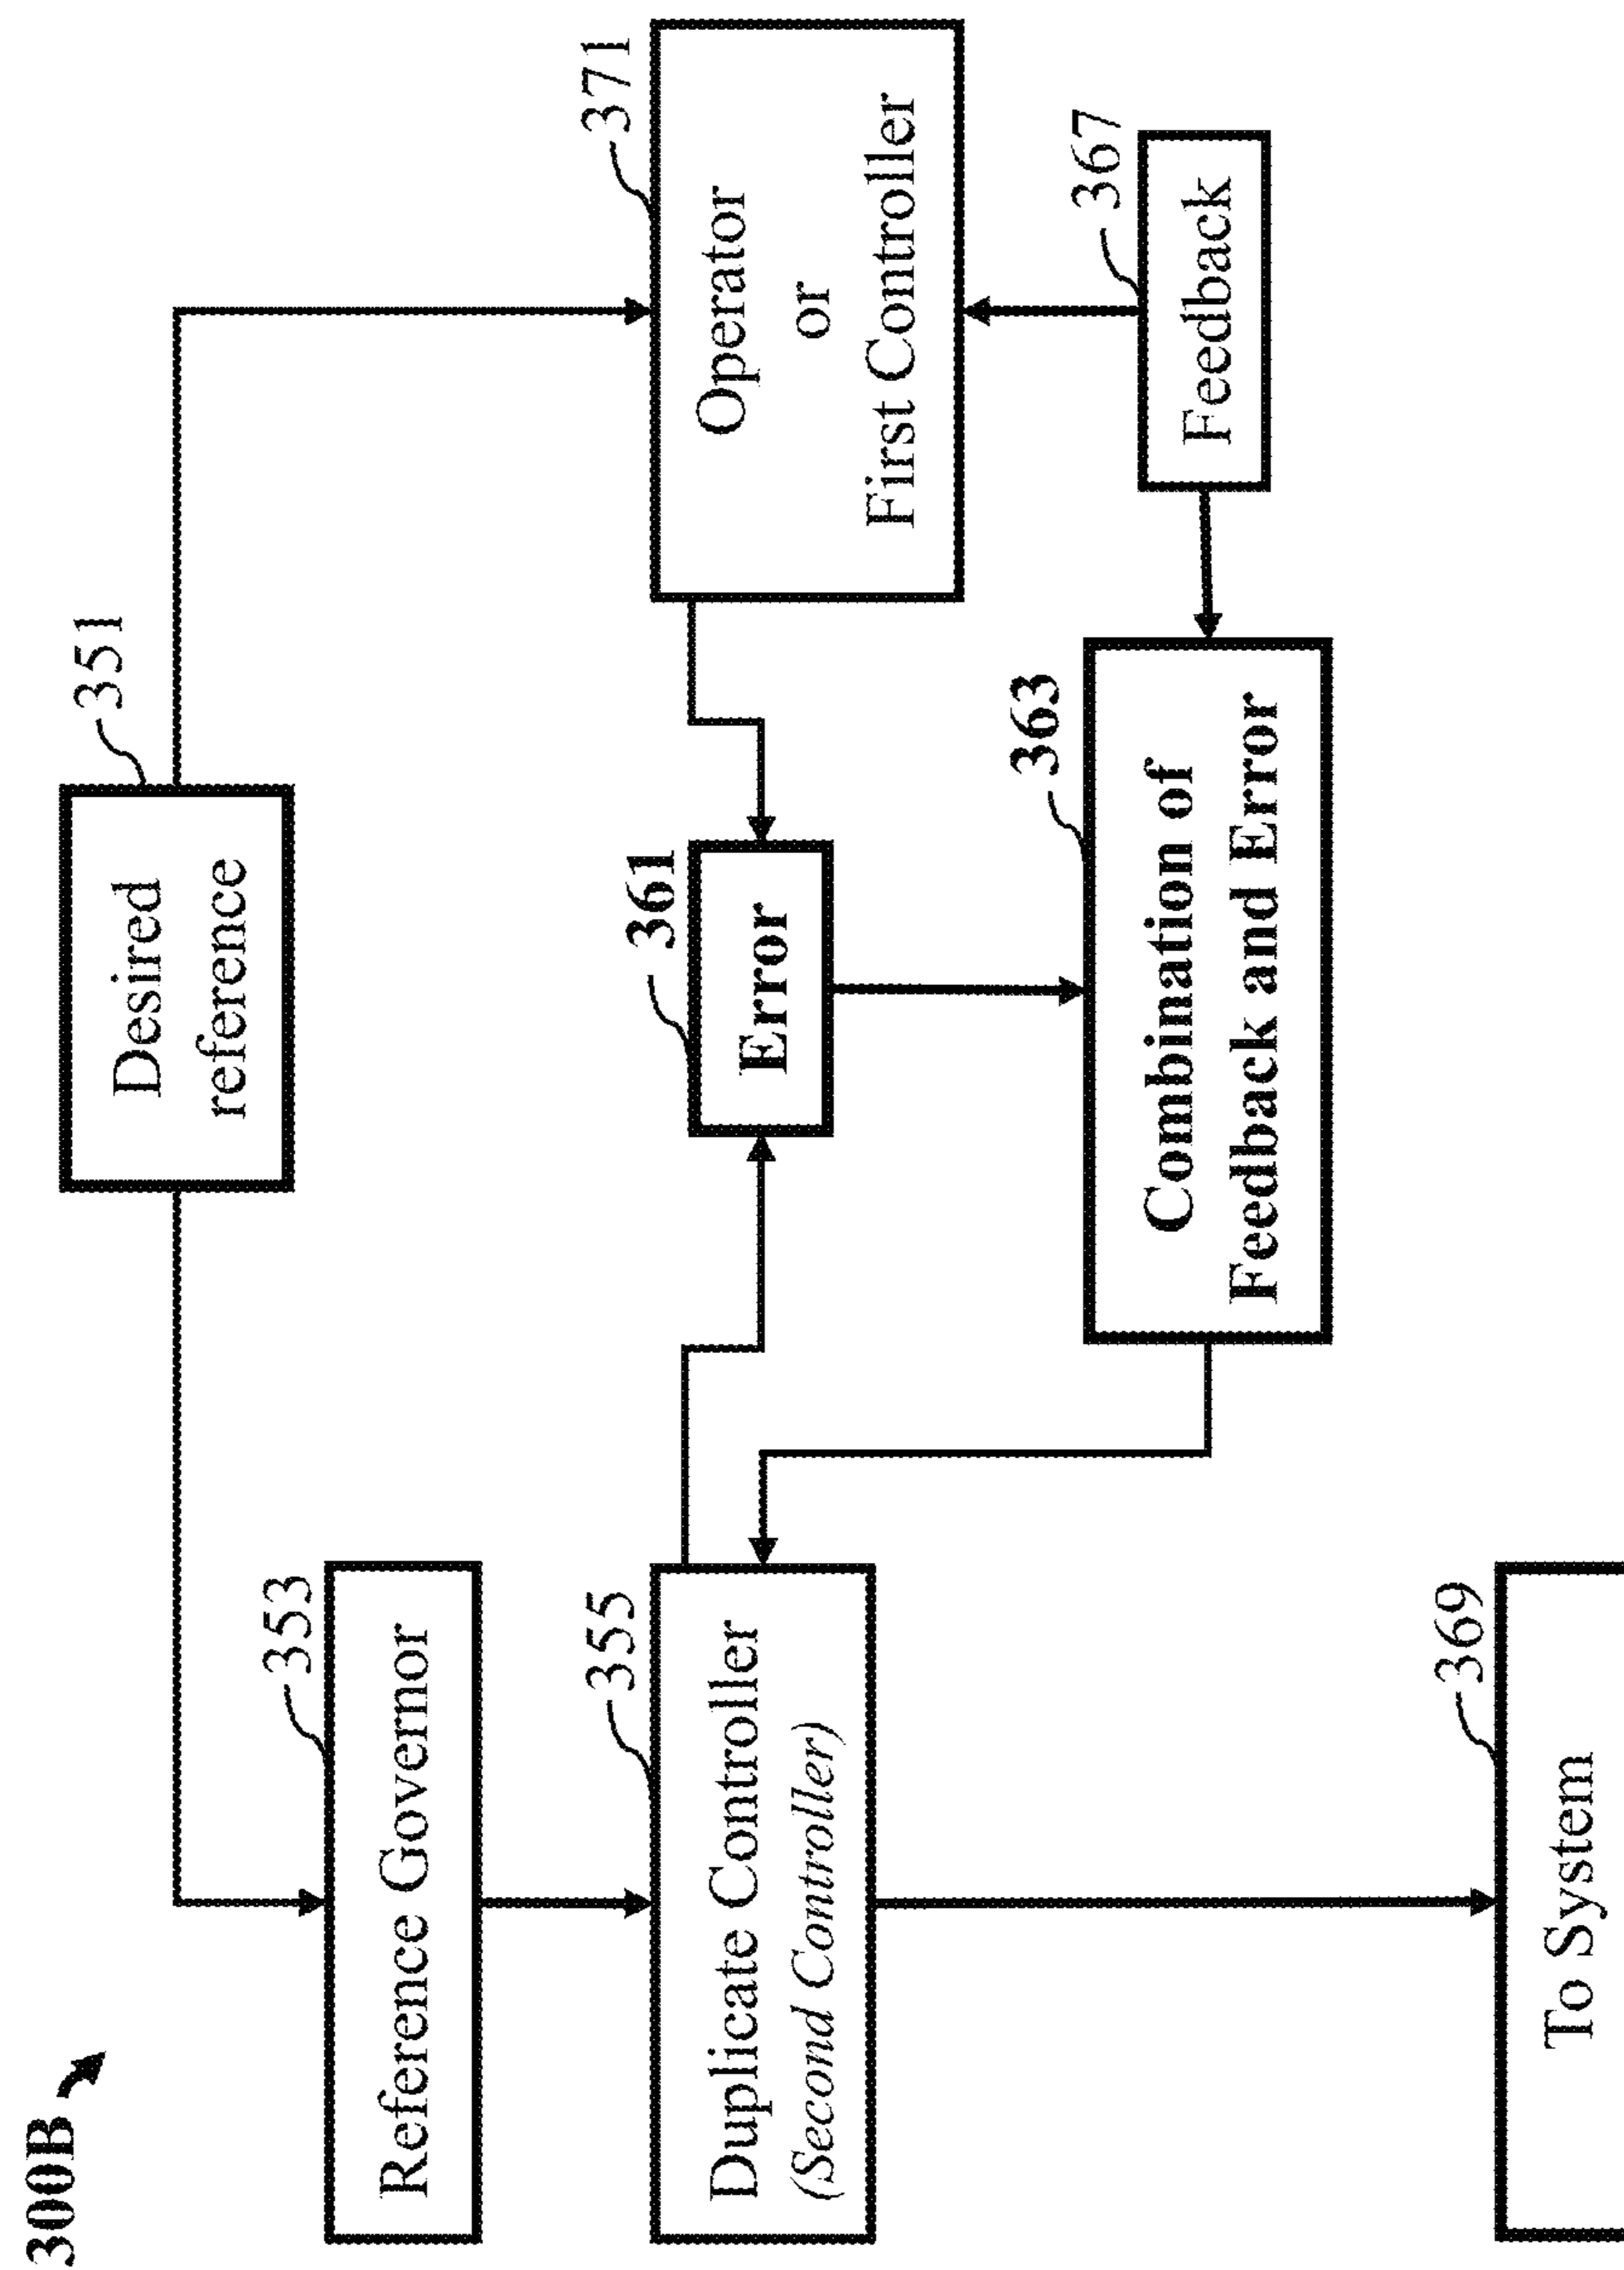 300B
351
Desired
reference
353
Reference Governor
355
Duplicate Controller
(Second Controller)
361
Error
371
Operator
or
First Controller
363
Combination of
Feedback and Error
367
Feedback
369
To System